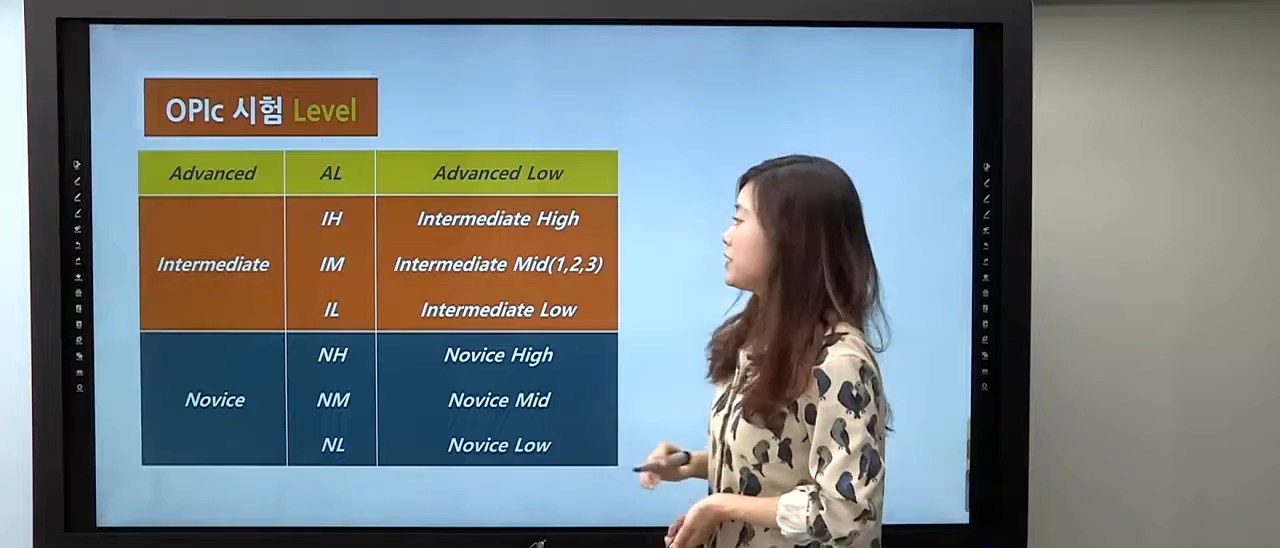 OPIc 시험 Level
Advanced AL Advanced Low
IH Intermediate High
Intermediate IM Intermediate Mid(1,2,3)
IL Intermediate Low
NH Novice High
Novice NM Novice Mid
NL Novice Low